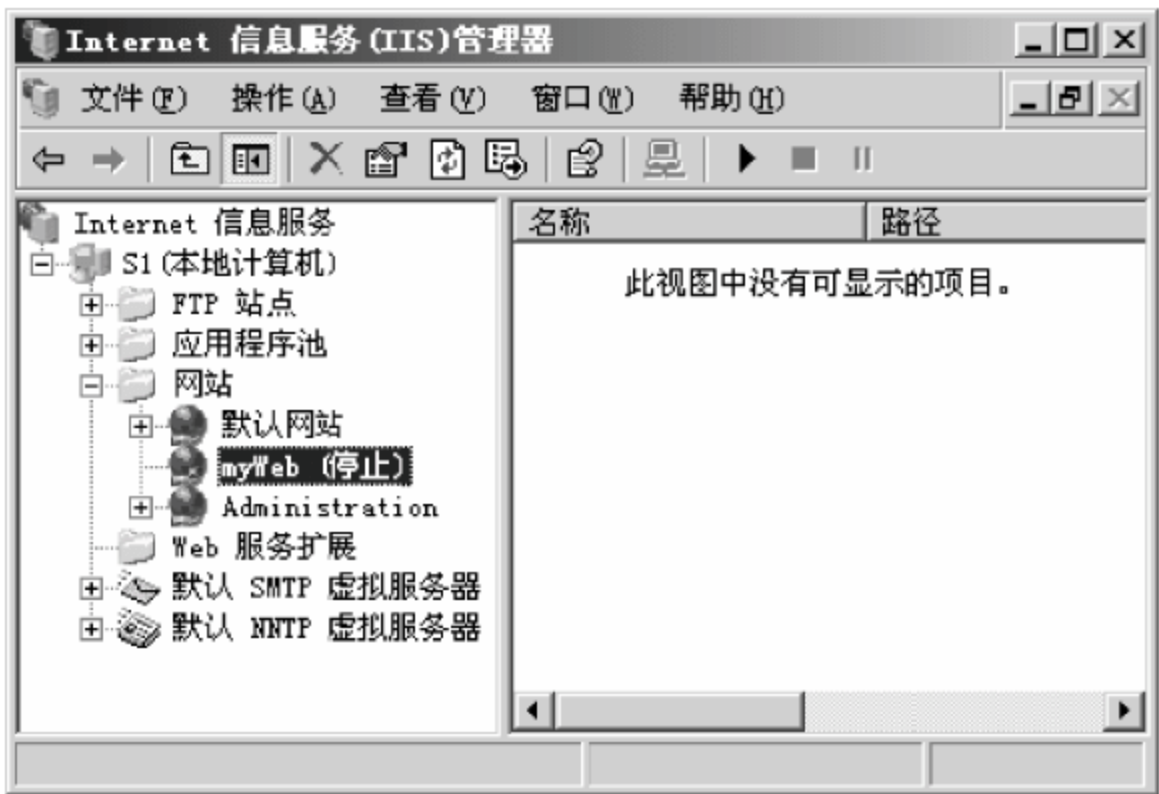 Internet 信息服务(IIS)管理器
文件(F) 操作(A) 查看(V) 窗口(W) 帮助(H)
Internet 信息服务
S1(本地计算机)
FTP 站点
应用程序池
网站
默认网站
myWeb (停止)
Administration
Web 服务扩展
默认 SMTP 虚拟服务器
默认 NNTP 虚拟服务器
名称 路径
此视图中没有可显示的项目。